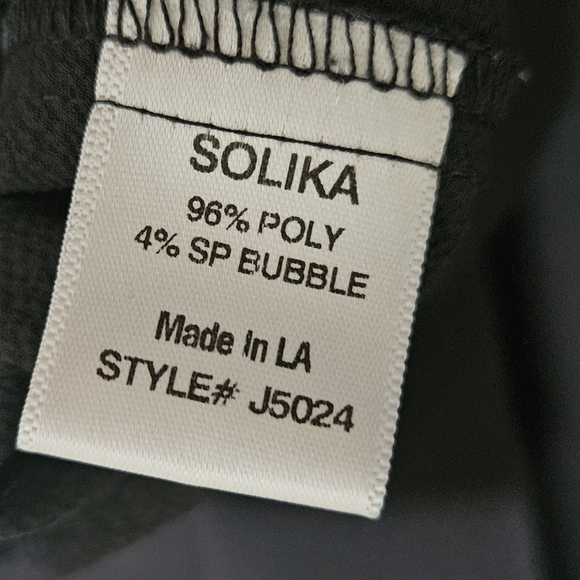 SOLIKA
96% POLY
4% SP BUBBLE
Made In LA
STYLE# J5024